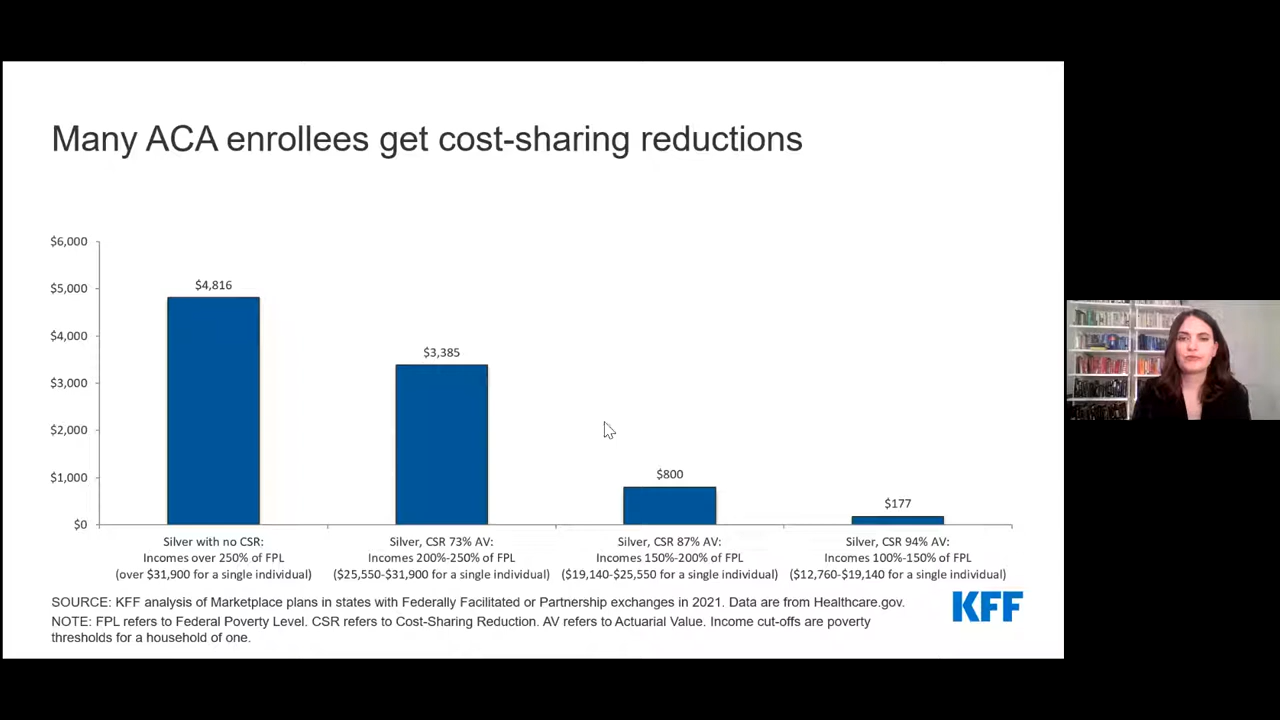 Many ACA enrollees get cost-sharing reductions
$6,000
$5,000
$4,000
$3,000
$2,000
$1,000
$0
$4,816
$3,385
$800
$177
Silver with no CSR:
Incomes over 250% of FPL
(over $31,900 for a single individual)
Silver, CSR 73% AV:
Incomes 200%-250% of FPL
($25,550-$31,900 for a single individual)
Silver, CSR 87% AV:
Incomes 150%-200% of FPL
($19,140-$25,550 for a single individual)
Silver, CSR 94% AV:
Incomes 100%-150% of FPL
($12,760-$19,140 for a single individual)
SOURCE: KFF analysis of Marketplace plans in states with Federally Facilitated or Partnership exchanges in 2021. Data are from Healthcare.gov.
NOTE: FPL refers to Federal Poverty Level. CSR refers to Cost-Sharing Reduction. AV refers to Actuarial Value. Income cut-offs are poverty
thresholds for a household of one.
KFF